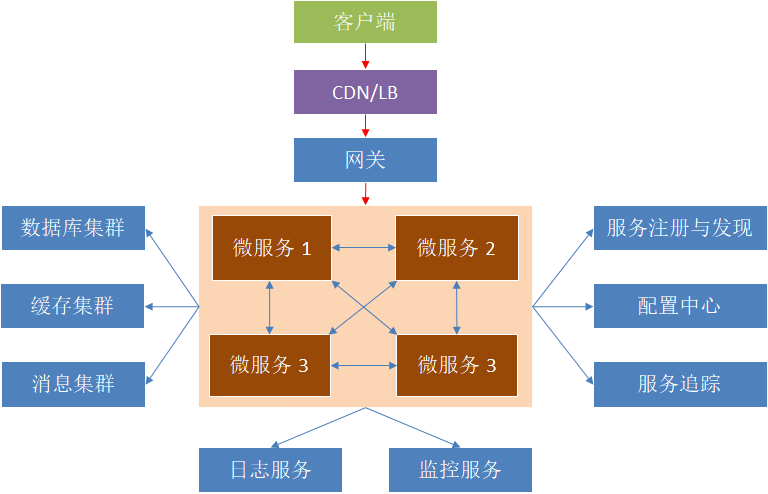 客户端
CDN/LB
网关
数据库集群
缓存集群
消息集群
微服务 1
微服务 2
微服务 3
微服务 3
服务注册与发现
配置中心
服务追踪
日志服务
监控服务